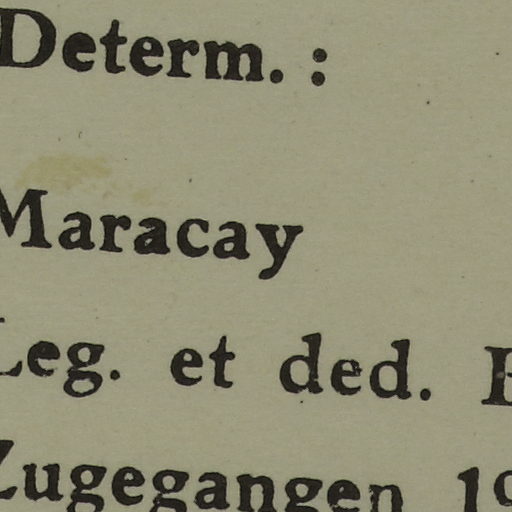 Determ. :
Maracay
Leg. et ded.
Zugegangen